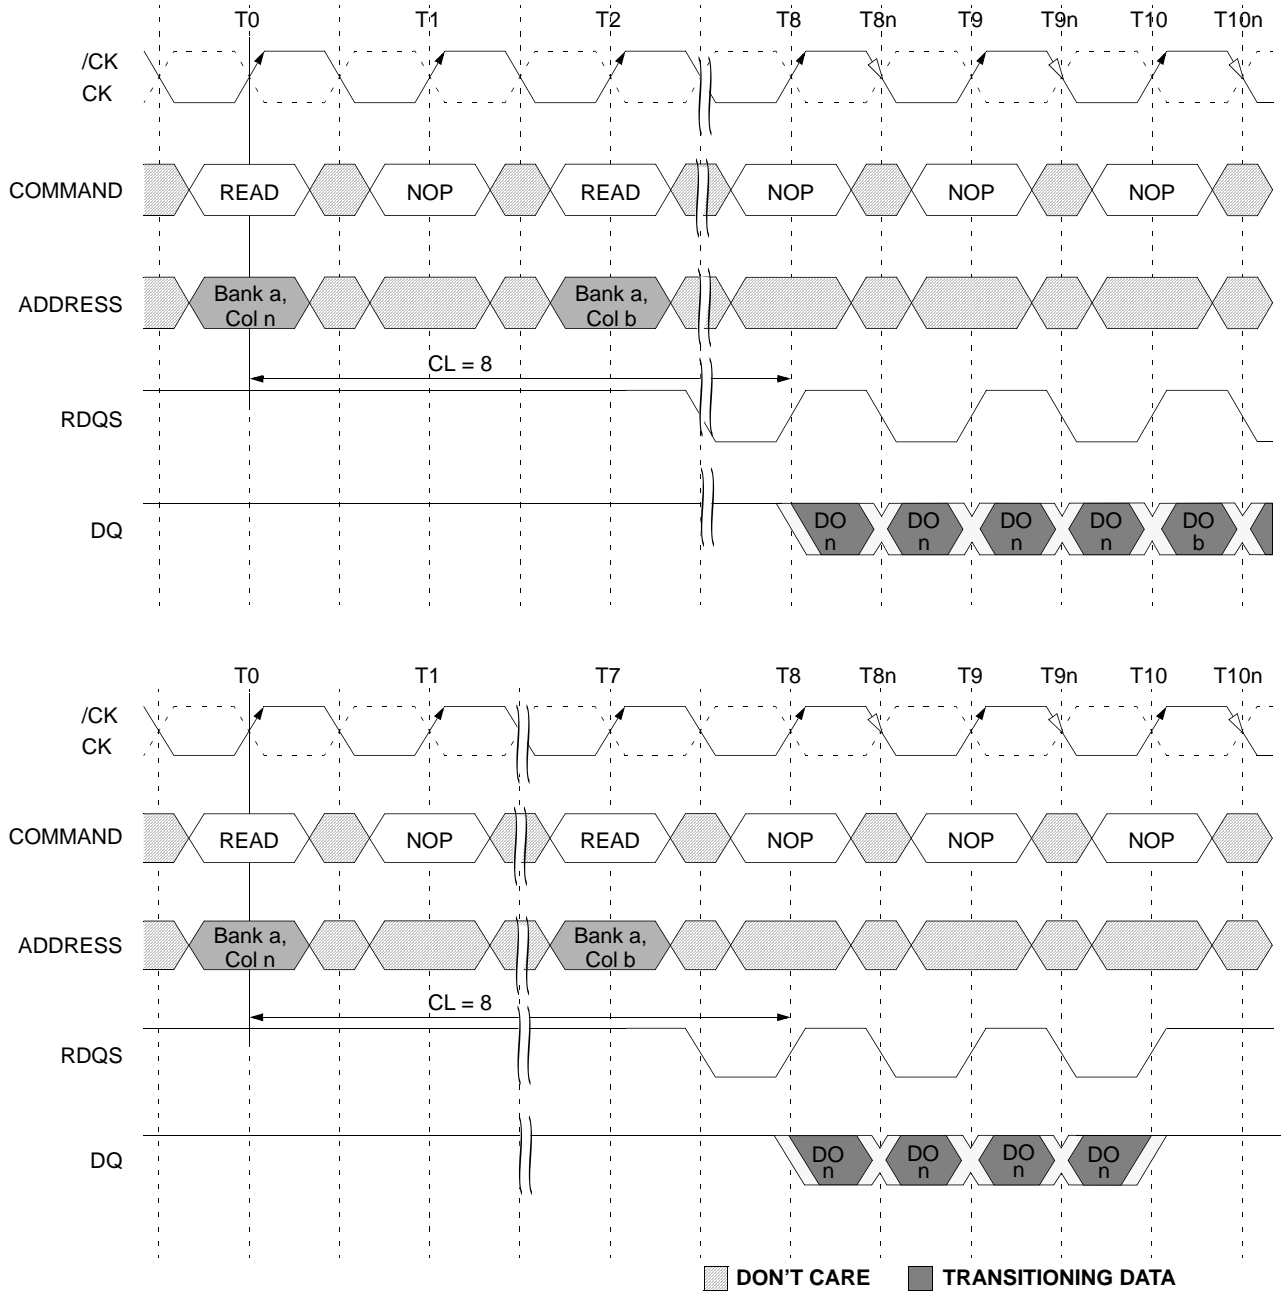 T0 T1 T2 T8 T8n T9 T9n T10 T10n
/CK
CK
COMMAND READ NOP READ NOP NOP NOP
ADDRESS Bank a, Col n Bank a, Col b
CL = 8
RDQS
DQ DO n DO n DO n DO n DO b
T0 T1 T7 T8 T8n T9 T9n T10 T10n
/CK
CK
COMMAND READ NOP READ NOP NOP NOP
ADDRESS Bank a, Col n Bank a, Col b
CL = 8
RDQS
DQ DO n DO n DO n DO n
DON'T CARE TRANSITIONING DATA